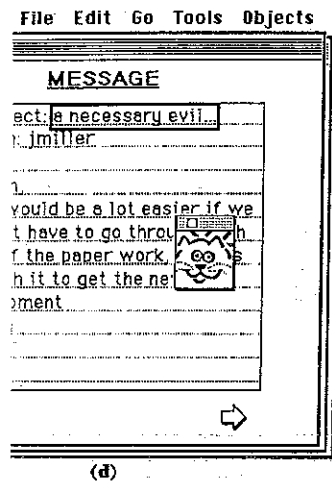 File Edit Go Tools Objects
MESSAGE
ect: a necessary evil...
: jmiller
n.
would be a lot easier if we
t have to go throu h
f the paper work, s
h it to get the ne
pment
(d)